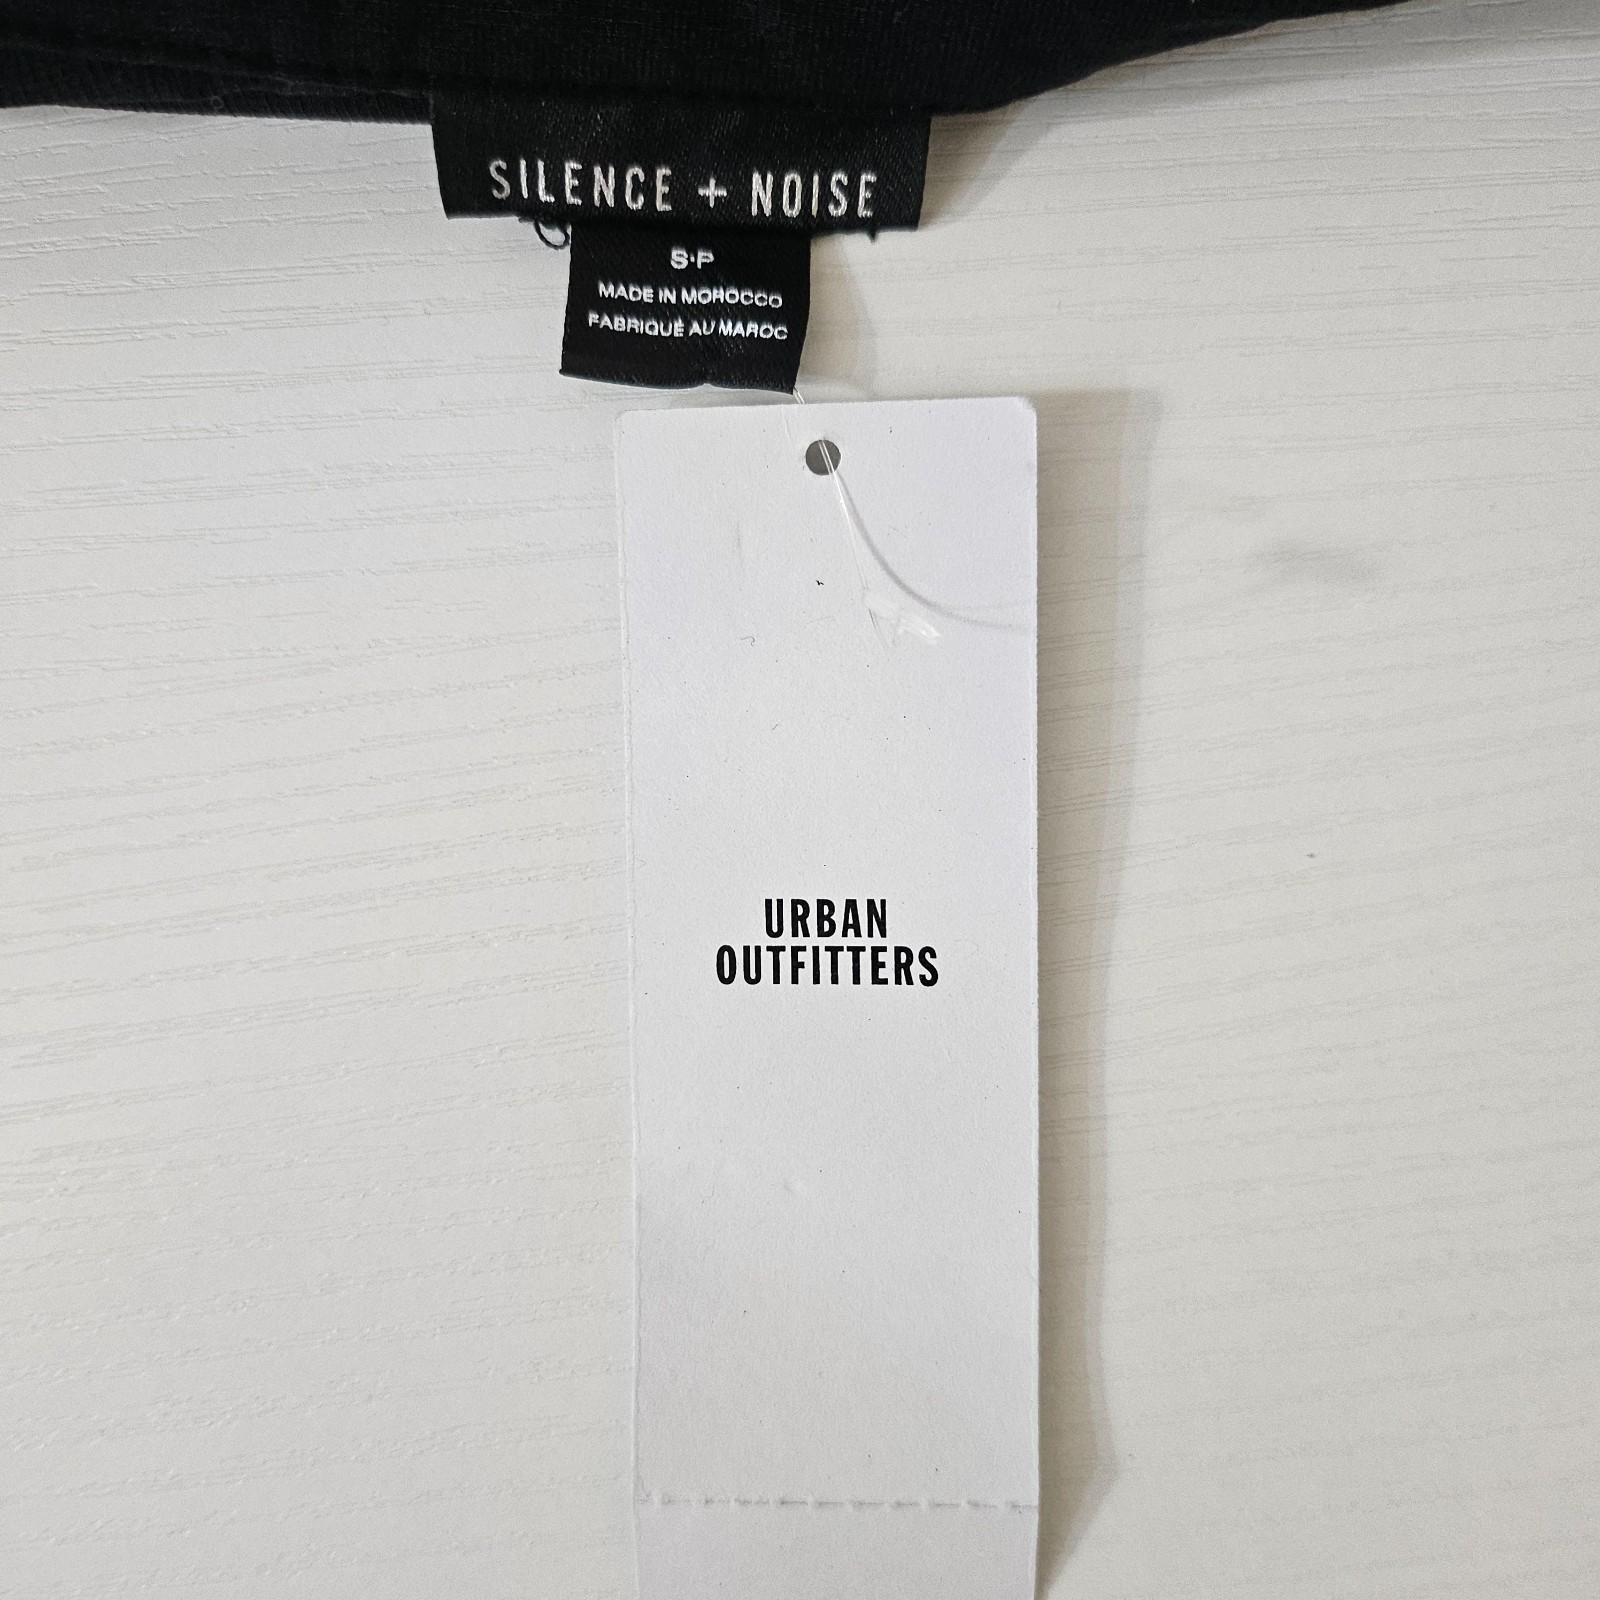 SILENCE + NOISE
S·P
MADE IN MOROCCO
FABRIQUÉ AU MAROC
URBAN
OUTFITTERS